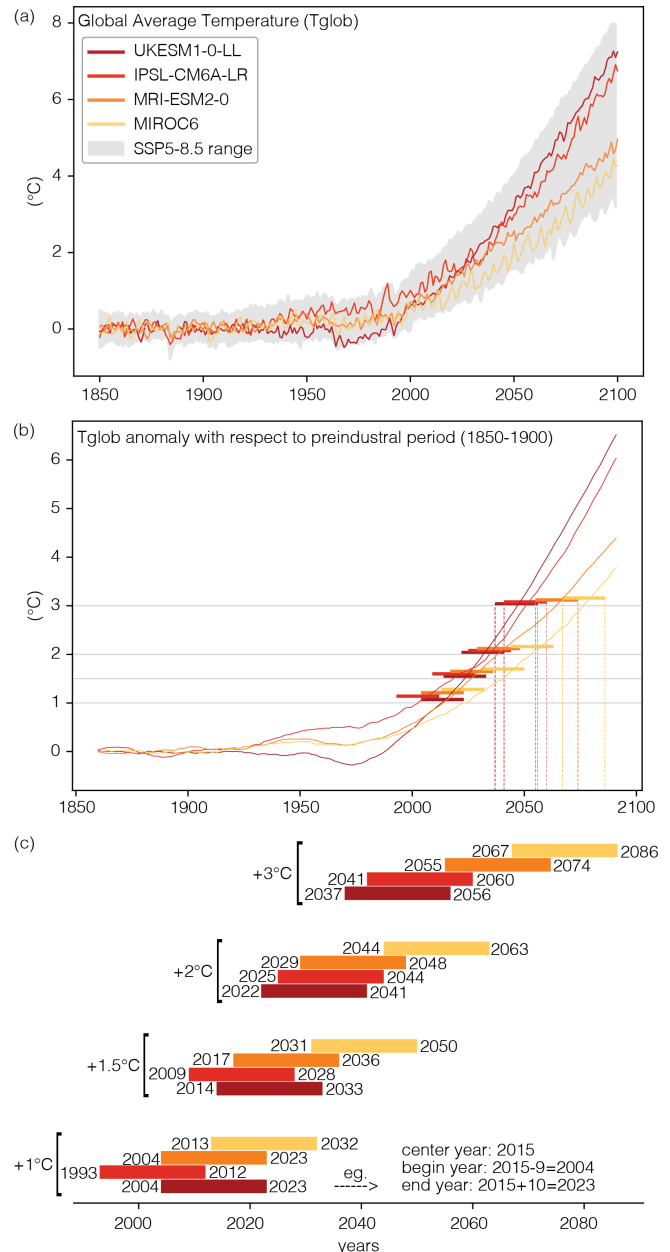 (a)
Global Average Temperature (Tglob)
UKESM1-0-LL
IPSL-CM6A-LR
MRI-ESM2-0
MIROC6
SSP5-8.5 range
8
6
4
2
0
(°C)
1850
1900
1950
2000
2050
2100
(b)
Tglob anomaly with respect to preindustral period (1850-1900)
6
5
4
3
2
1
0
(°C)
1850
1900
1950
2000
2050
2100
(c)
+3°C
2067
2086
2055
2074
2041
2060
2037
2056
+2°C
2044
2063
2029
2048
2025
2044
2022
2041
+1.5°C
2031
2050
2017
2036
2009
2028
2014
2033
+1°C
2013
2032
2004
2023
1993
2012
2004
2023
eg.
------>
center year: 2015
begin year: 2015-9=2004
end year: 2015+10=2023
2000
2020
2040
2060
2080
years